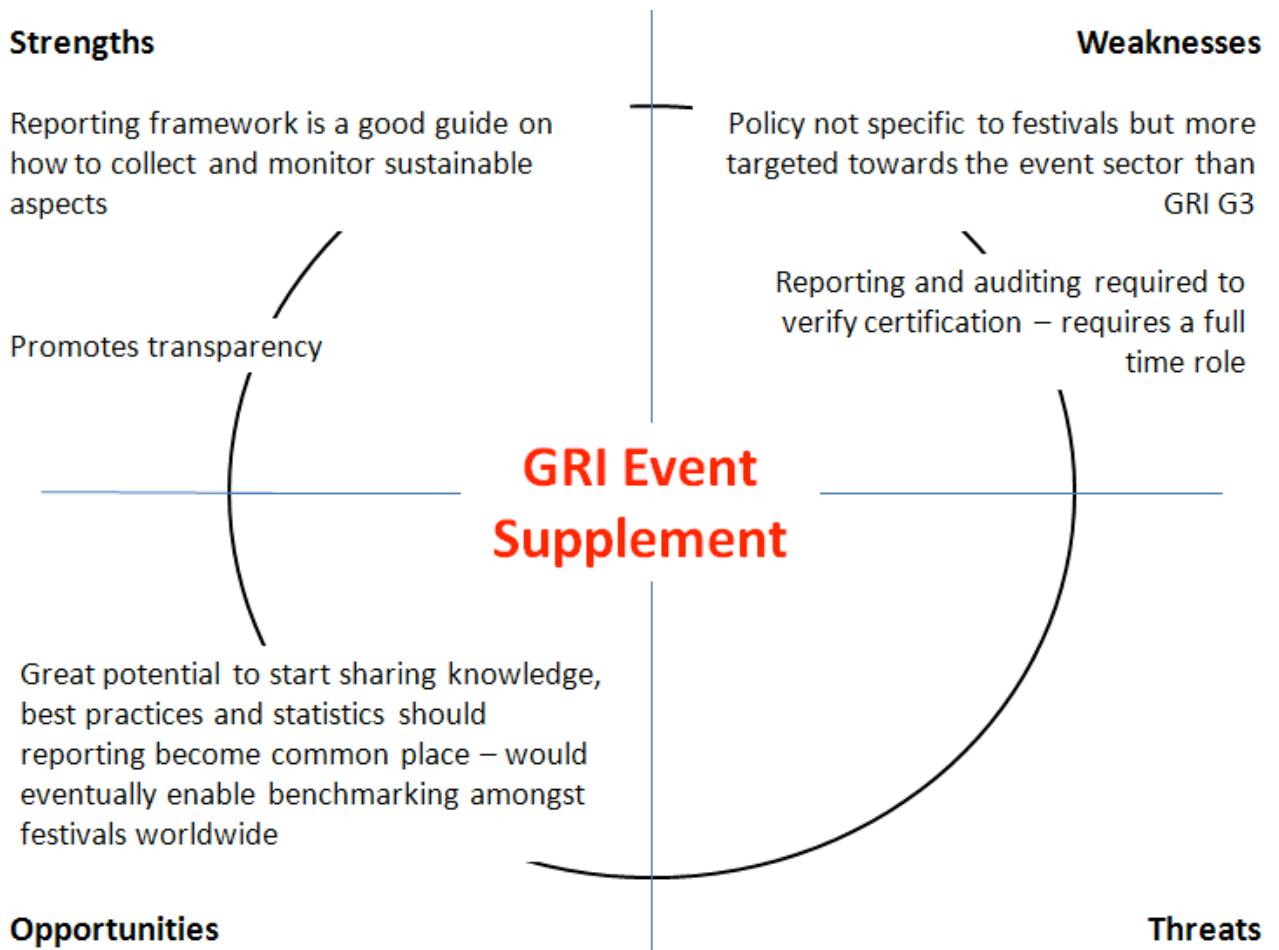 Strengths
Weaknesses
Reporting framework is a good guide on
how to collect and monitor sustainable
aspects
Promotes transparency
Policy not specific to festivals but more
targeted towards the event sector than
GRI G3
Reporting and auditing required to
verify certification – requires a full
time role
GRI Event
Supplement
Great potential to start sharing knowledge,
best practices and statistics should
reporting become common place – would
eventually enable benchmarking amongst
festivals worldwide
Opportunities
Threats